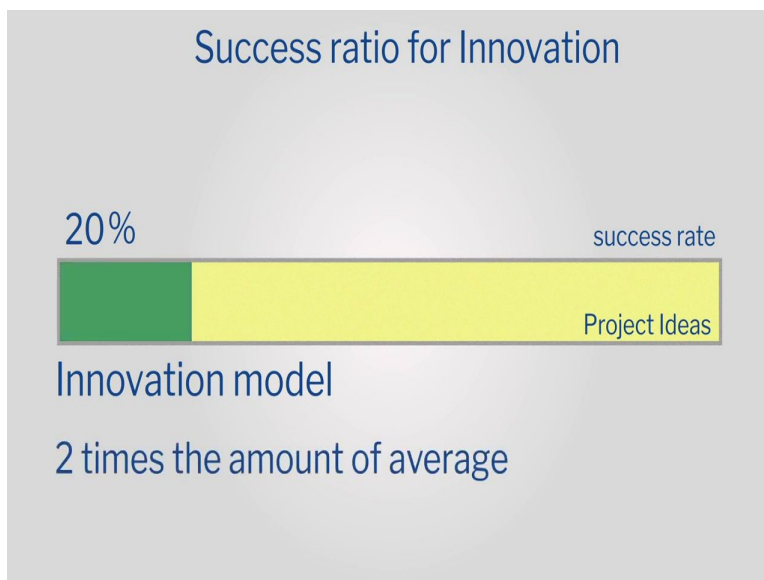 Success ratio for Innovation
20%
success rate
Project Ideas
Innovation model
2 times the amount of average